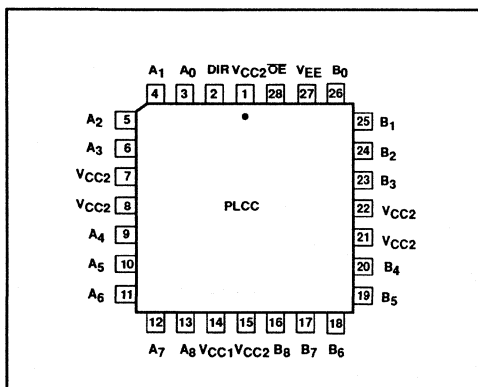 A1 A0 DIR VCC2 OE VEE B0
4 3 2 1 28 27 26
A2 5 25 B1
A3 6 24 B2
VCC2 7 23 B3
VCC2 8 PLCC 22 VCC2
A4 9 21 VCC2
A5 10 20 B4
A6 11 19 B5
12 13 14 15 16 17 18
A7 A8 VCC1 VCC2 B8 B7 B6